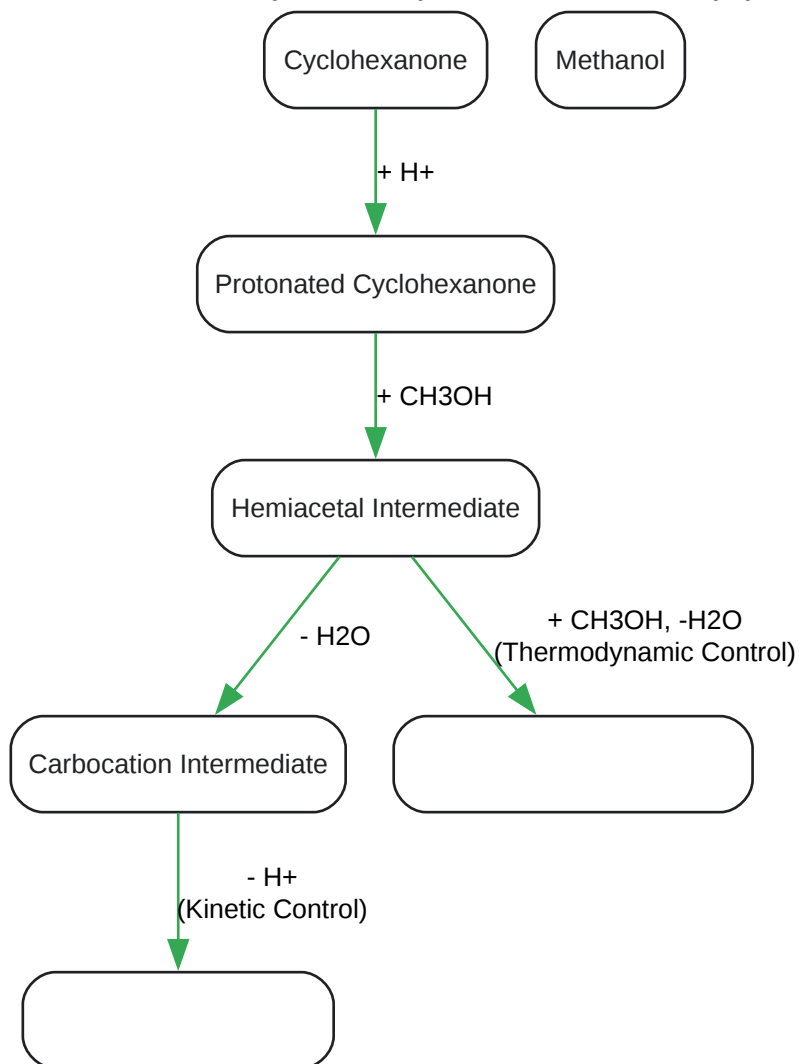 Cyclohexanone
Methanol
+ H+
Protonated Cyclohexanone
+ CH3OH
Hemiacetal Intermediate
- H2O
+ CH3OH, -H2O
(Thermodynamic Control)
Carbocation Intermediate
- H+
(Kinetic Control)